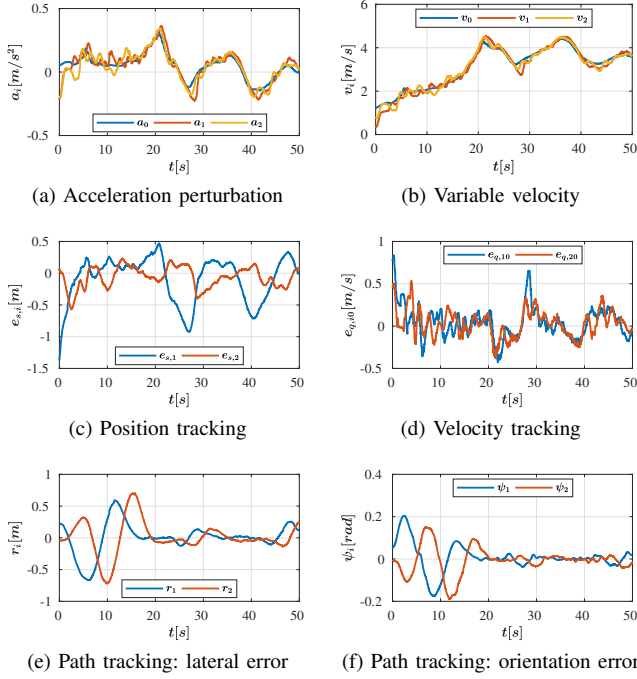 0.5
0
-0.5
a_i[m/s²]
a_0 a_1 a_2
0 10 20 30 40 50
t[s]
(a) Acceleration perturbation
6
4
2
0
v_i[m/s]
v_0 v_1 v_2
0 10 20 30 40 50
t[s]
(b) Variable velocity
0.5
0
-0.5
-1
-1.5
e_{s,i}[m]
e_{s,1} e_{s,2}
0 10 20 30 40 50
t[s]
(c) Position tracking
1
0.5
0
-0.5
e_{q,i0}[m/s]
e_{q,10}
e_{q,20}
0 10 20 30 40 50
t[s]
(d) Velocity tracking
1
0.5
0
-0.5
-1
r_i[m]
r_1 r_2
0 10 20 30 40 50
t[s]
(e) Path tracking: lateral error
0.4
0.2
0
-0.2
ψ_i[rad]
ψ_1 ψ_2
0 10 20 30 40 50
t[s]
(f) Path tracking: orientation error